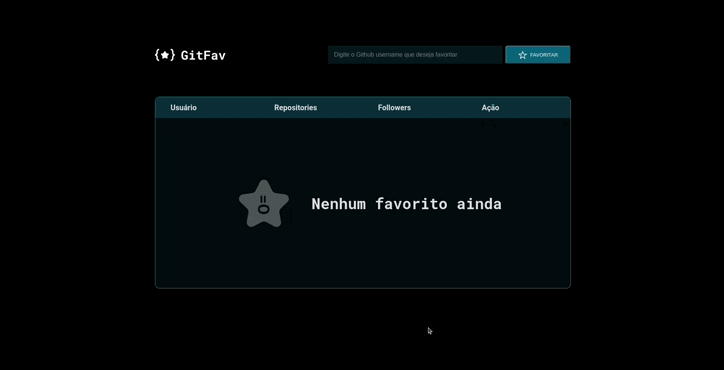 {★} GitFav
Digite o Github username que deseja favoritar
FAVORITAR
Usuário Repositories Followers Ação
Nenhum favorito ainda